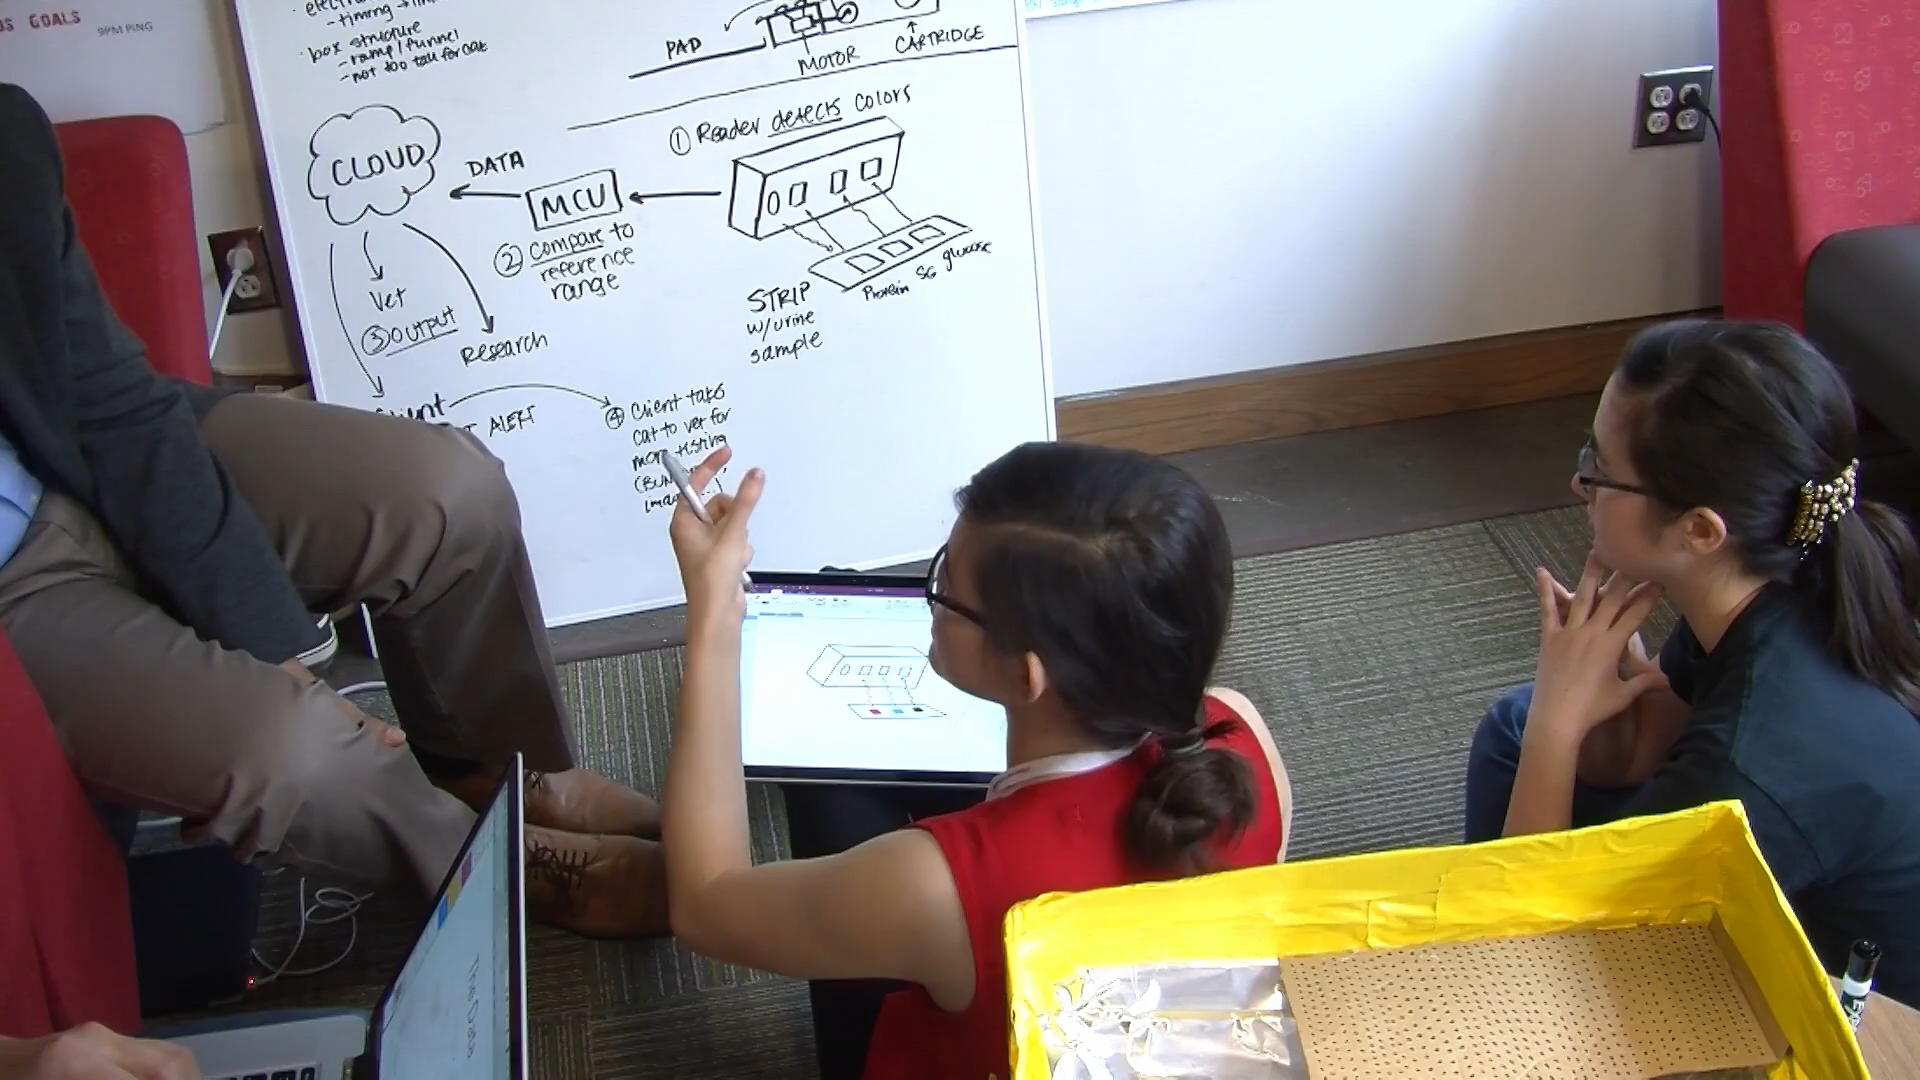 GOALS
9PM PING
- timing
· box structure
- ramp/funnel
- not too tall for cat
PAD
MOTOR
CARTRIDGE
① Reader detects colors
CLOUD
DATA
MCU
② compare to
reference
range
Vet
③ OUTPUT
Research
STRIP
w/urine
sample
Protein SG glucose
ALERT
④ Client takes
cat to vet for
more testing